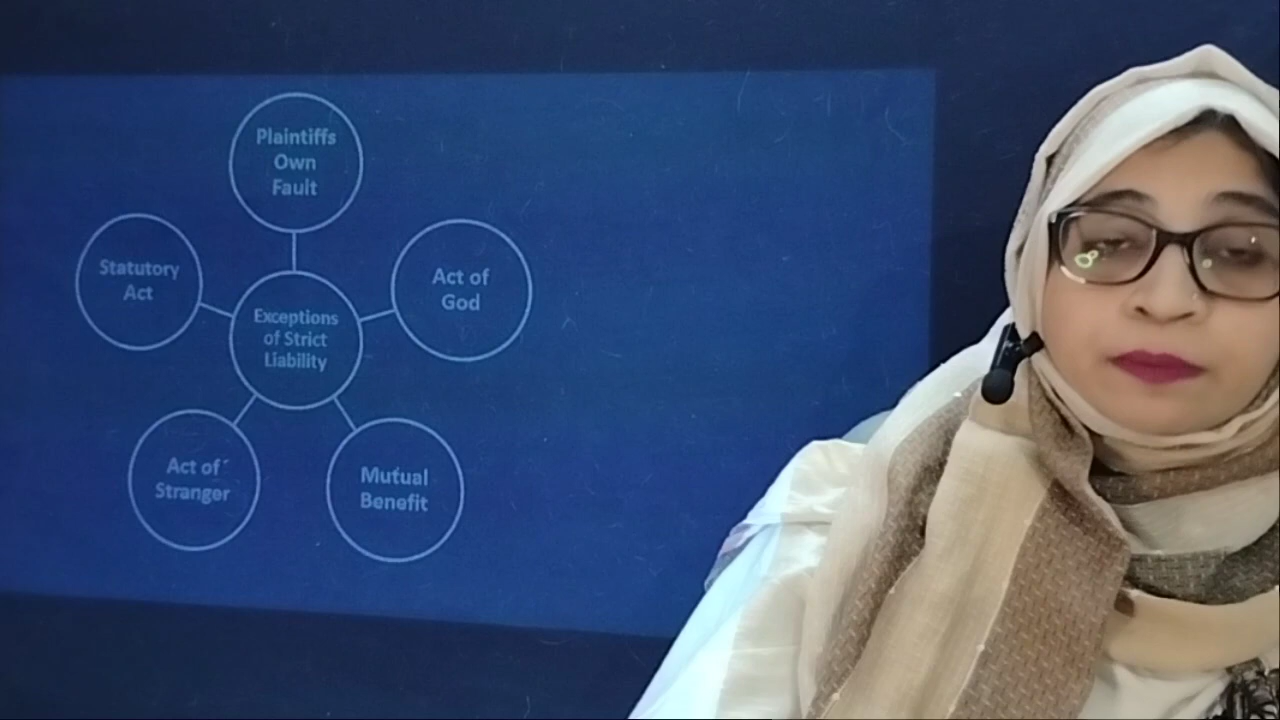 Plaintiffs
Own
Fault
Statutory
Act
Act of
God
Exceptions
of Strict
Liability
Act of
Stranger
Mutual
Benefit